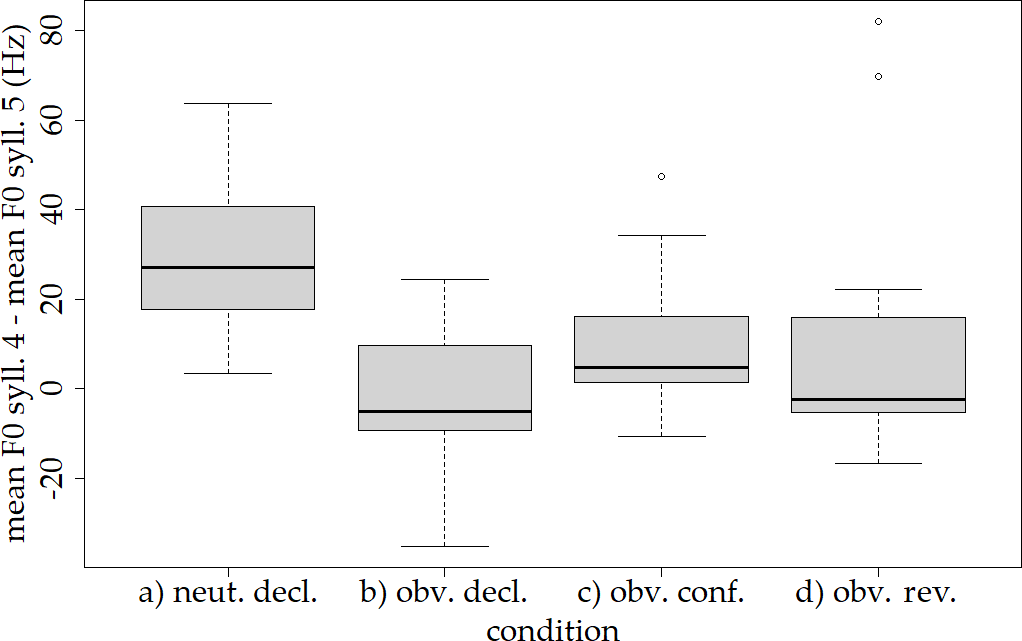 mean F0 syll. 4 - mean F0 syll. 5 (Hz)
80
60
40
20
0
-20
a) neut. decl.
b) obv. decl.
c) obv. conf.
d) obv. rev.
condition